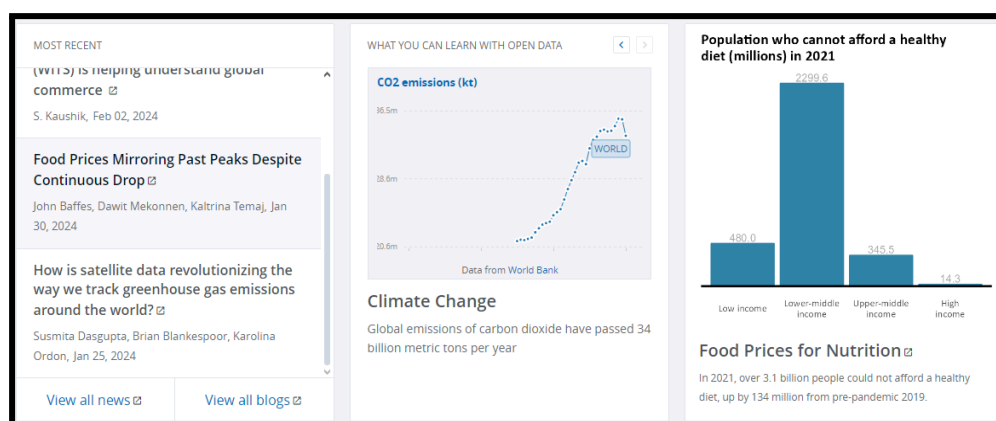 MOST RECENT
(WITS) is helping understand global
commerce
S. Kaushik, Feb 02, 2024
Food Prices Mirroring Past Peaks Despite
Continuous Drop
John Baffes, Dawit Mekonnen, Kaltrina Temaj, Jan
30, 2024
How is satellite data revolutionizing the
way we track greenhouse gas emissions
around the world?
Susmita Dasgupta, Brian Blankespoor, Karolina
Ordon, Jan 25, 2024
View all news
View all blogs
WHAT YOU CAN LEARN WITH OPEN DATA
CO2 emissions (kt)
36.5m
WORLD
28.6m
20.6m
Data from World Bank
Climate Change
Global emissions of carbon dioxide have passed 34
billion metric tons per year
Population who cannot afford a healthy
diet (millions) in 2021
2299.6
480.0
345.5
14.3
Low income
Lower-middle
income
Upper-middle
income
High
income
Food Prices for Nutrition
In 2021, over 3.1 billion people could not afford a healthy
diet, up by 134 million from pre-pandemic 2019.